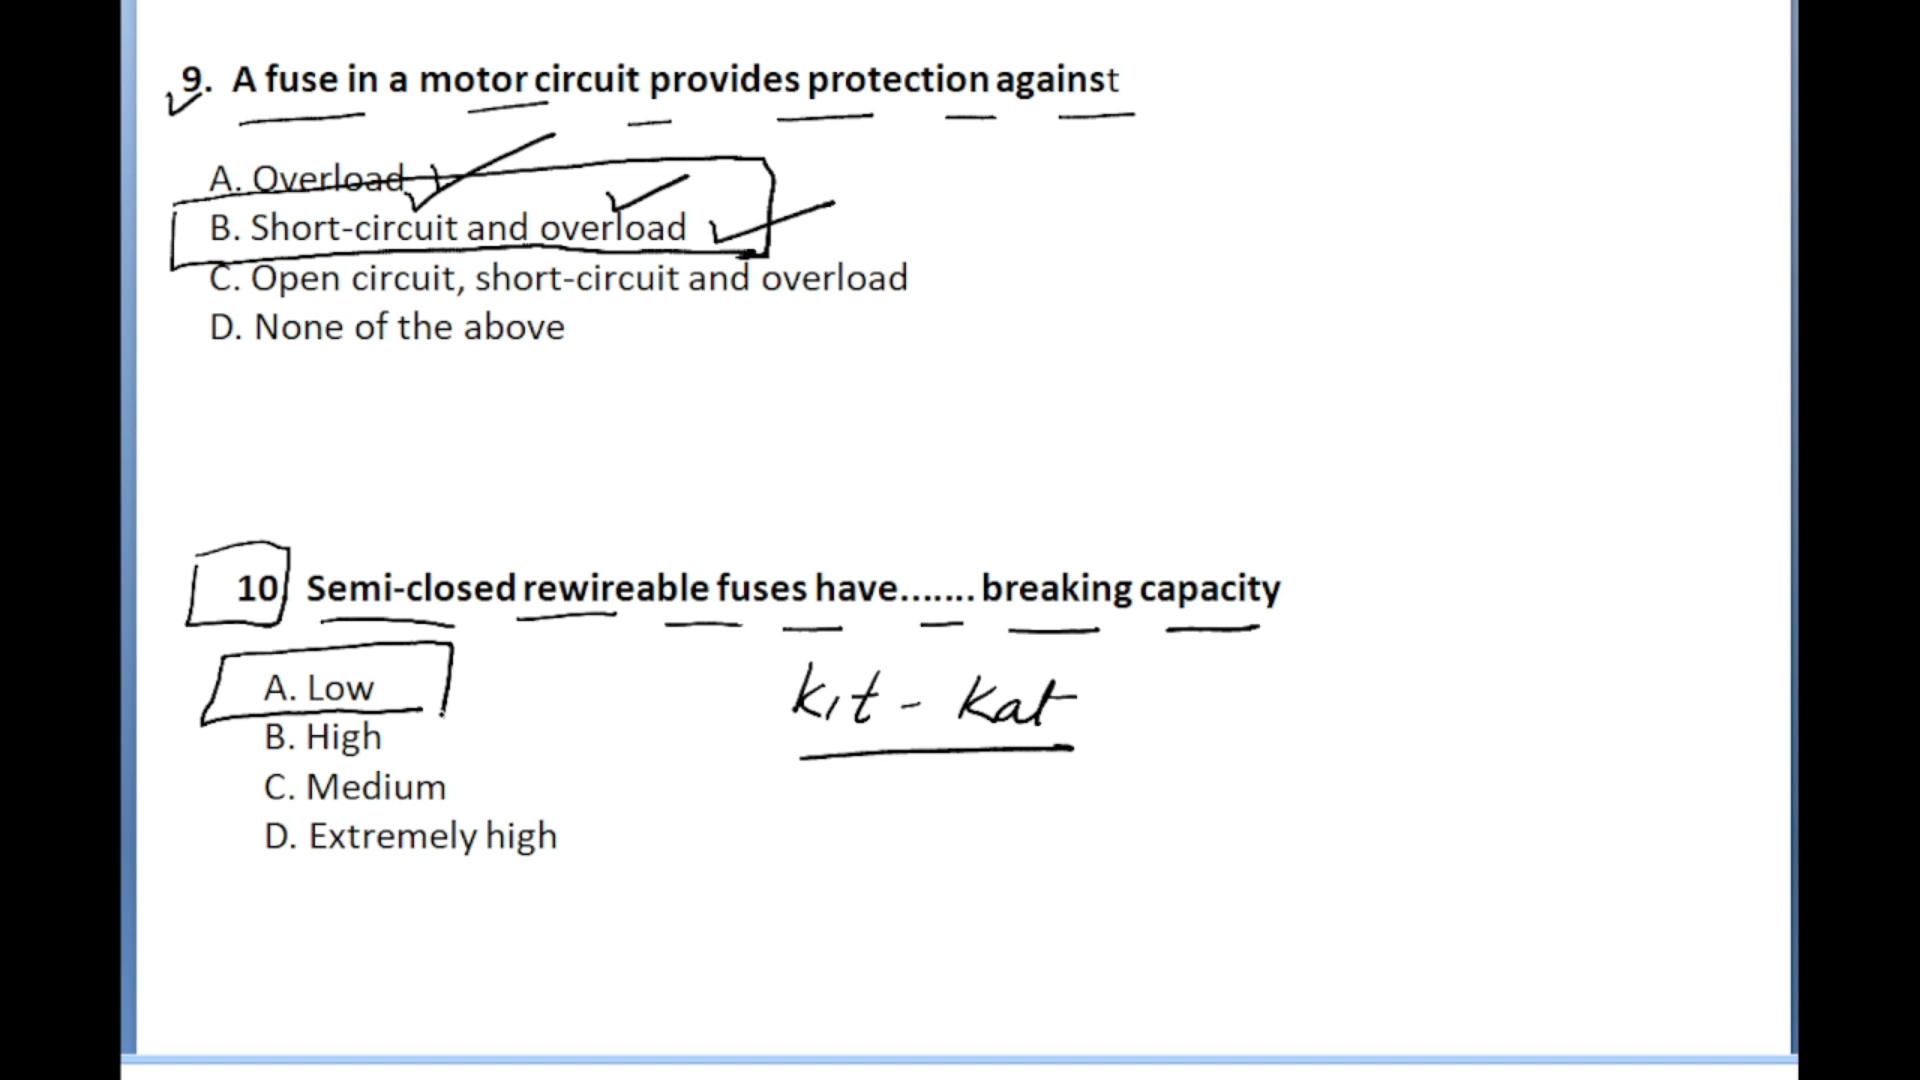 9. A fuse in a motor circuit provides protection against
A. Overload
B. Short-circuit and overload
C. Open circuit, short-circuit and overload
D. None of the above
10 Semi-closed rewireable fuses have....... breaking capacity
A. Low
kit - kat
B. High
C. Medium
D. Extremely high